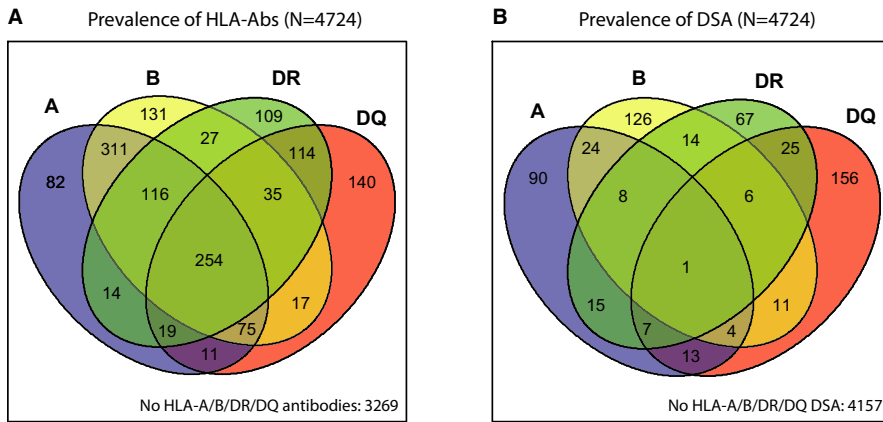 A Prevalence of HLA-Abs (N=4724)
A
B
DR
DQ
131
109
27
311
114
82
116
35
140
254
14
17
19
75
11
No HLA-A/B/DR/DQ antibodies: 3269
B Prevalence of DSA (N=4724)
A
B
DR
DQ
126
67
14
24
25
90
8
6
156
1
15
11
7
4
13
No HLA-A/B/DR/DQ DSA: 4157